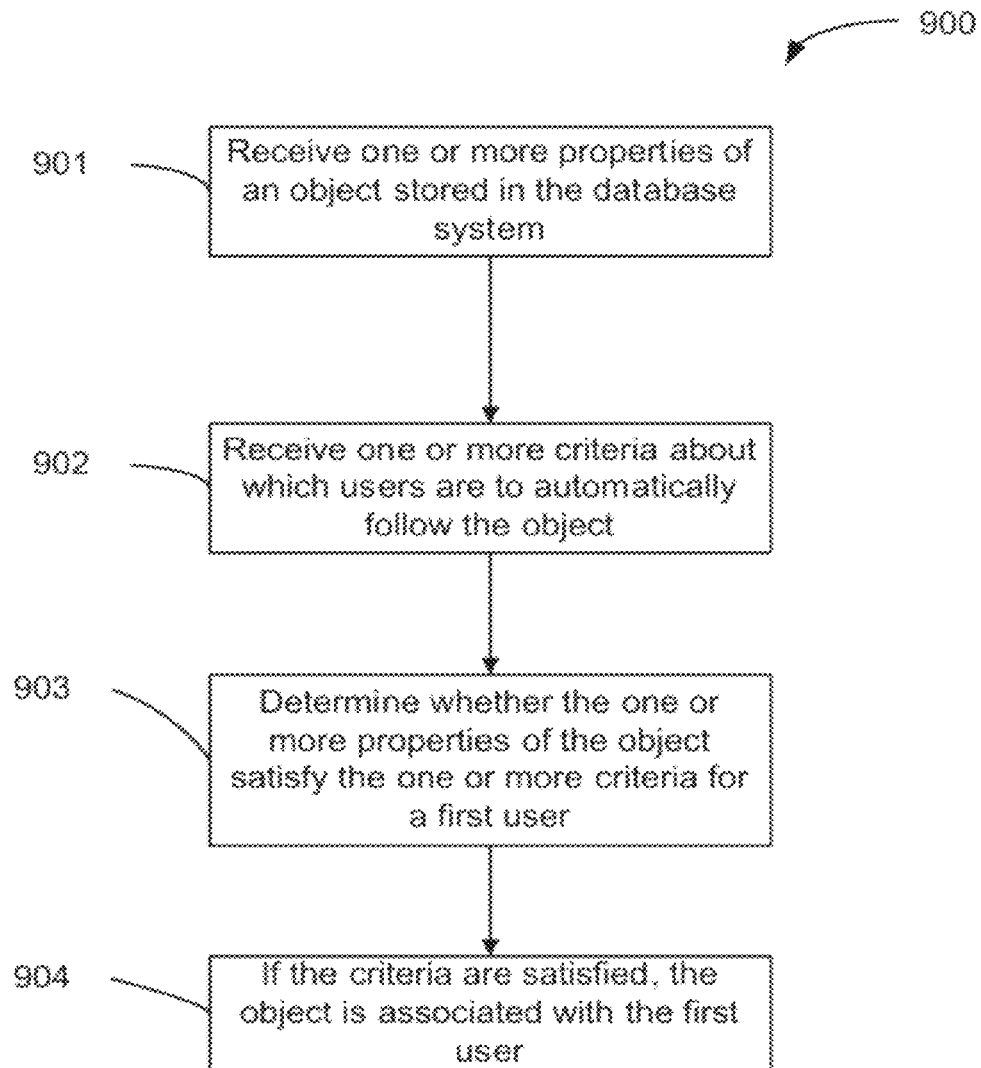 900
901
Receive one or more properties of
an object stored in the database
system
902
Receive one or more criteria about
which users are to automatically
follow the object
903
Determine whether the one or
more properties of the object
satisfy the one or more criteria for
a first user
904
If the criteria are satisfied, the
object is associated with the first
user